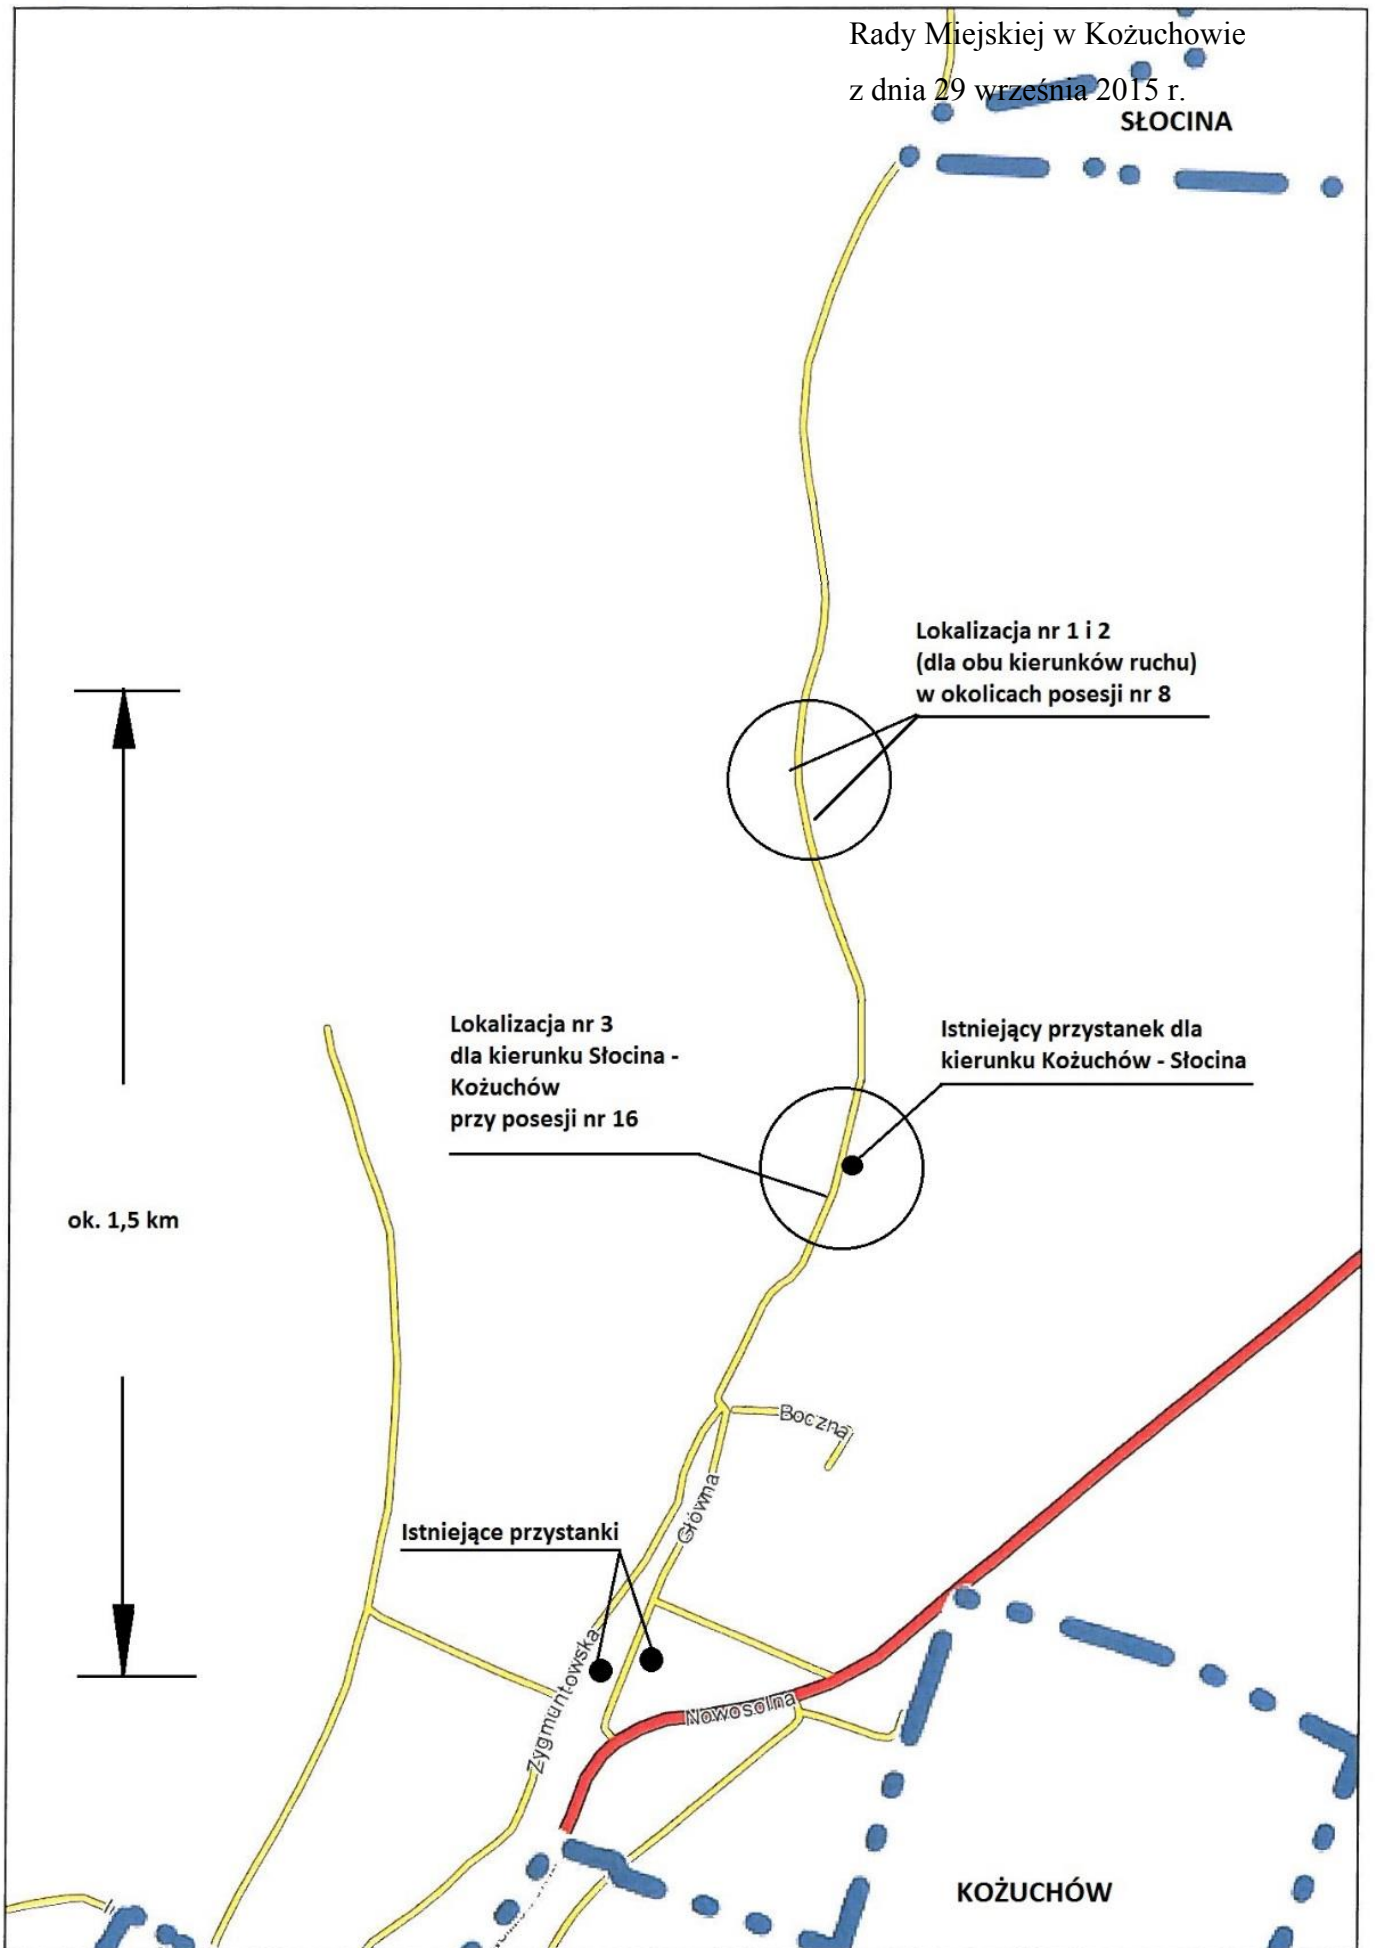 Rady Miejskiej w Kożuchowie
z dnia 29 września 2015 r.
SŁOCINA
Lokalizacja nr 1 i 2
(dla obu kierunków ruchu)
w okolicach posesji nr 8
Lokalizacja nr 3
dla kierunku Słocina -
Kożuchów
przy posesji nr 16
Istniejący przystanek dla
kierunku Kożuchów - Słocina
ok. 1,5 km
Boczna
Główna
Istniejące przystanki
Zygmuntowska
Nowosolna
KOŻUCHÓW